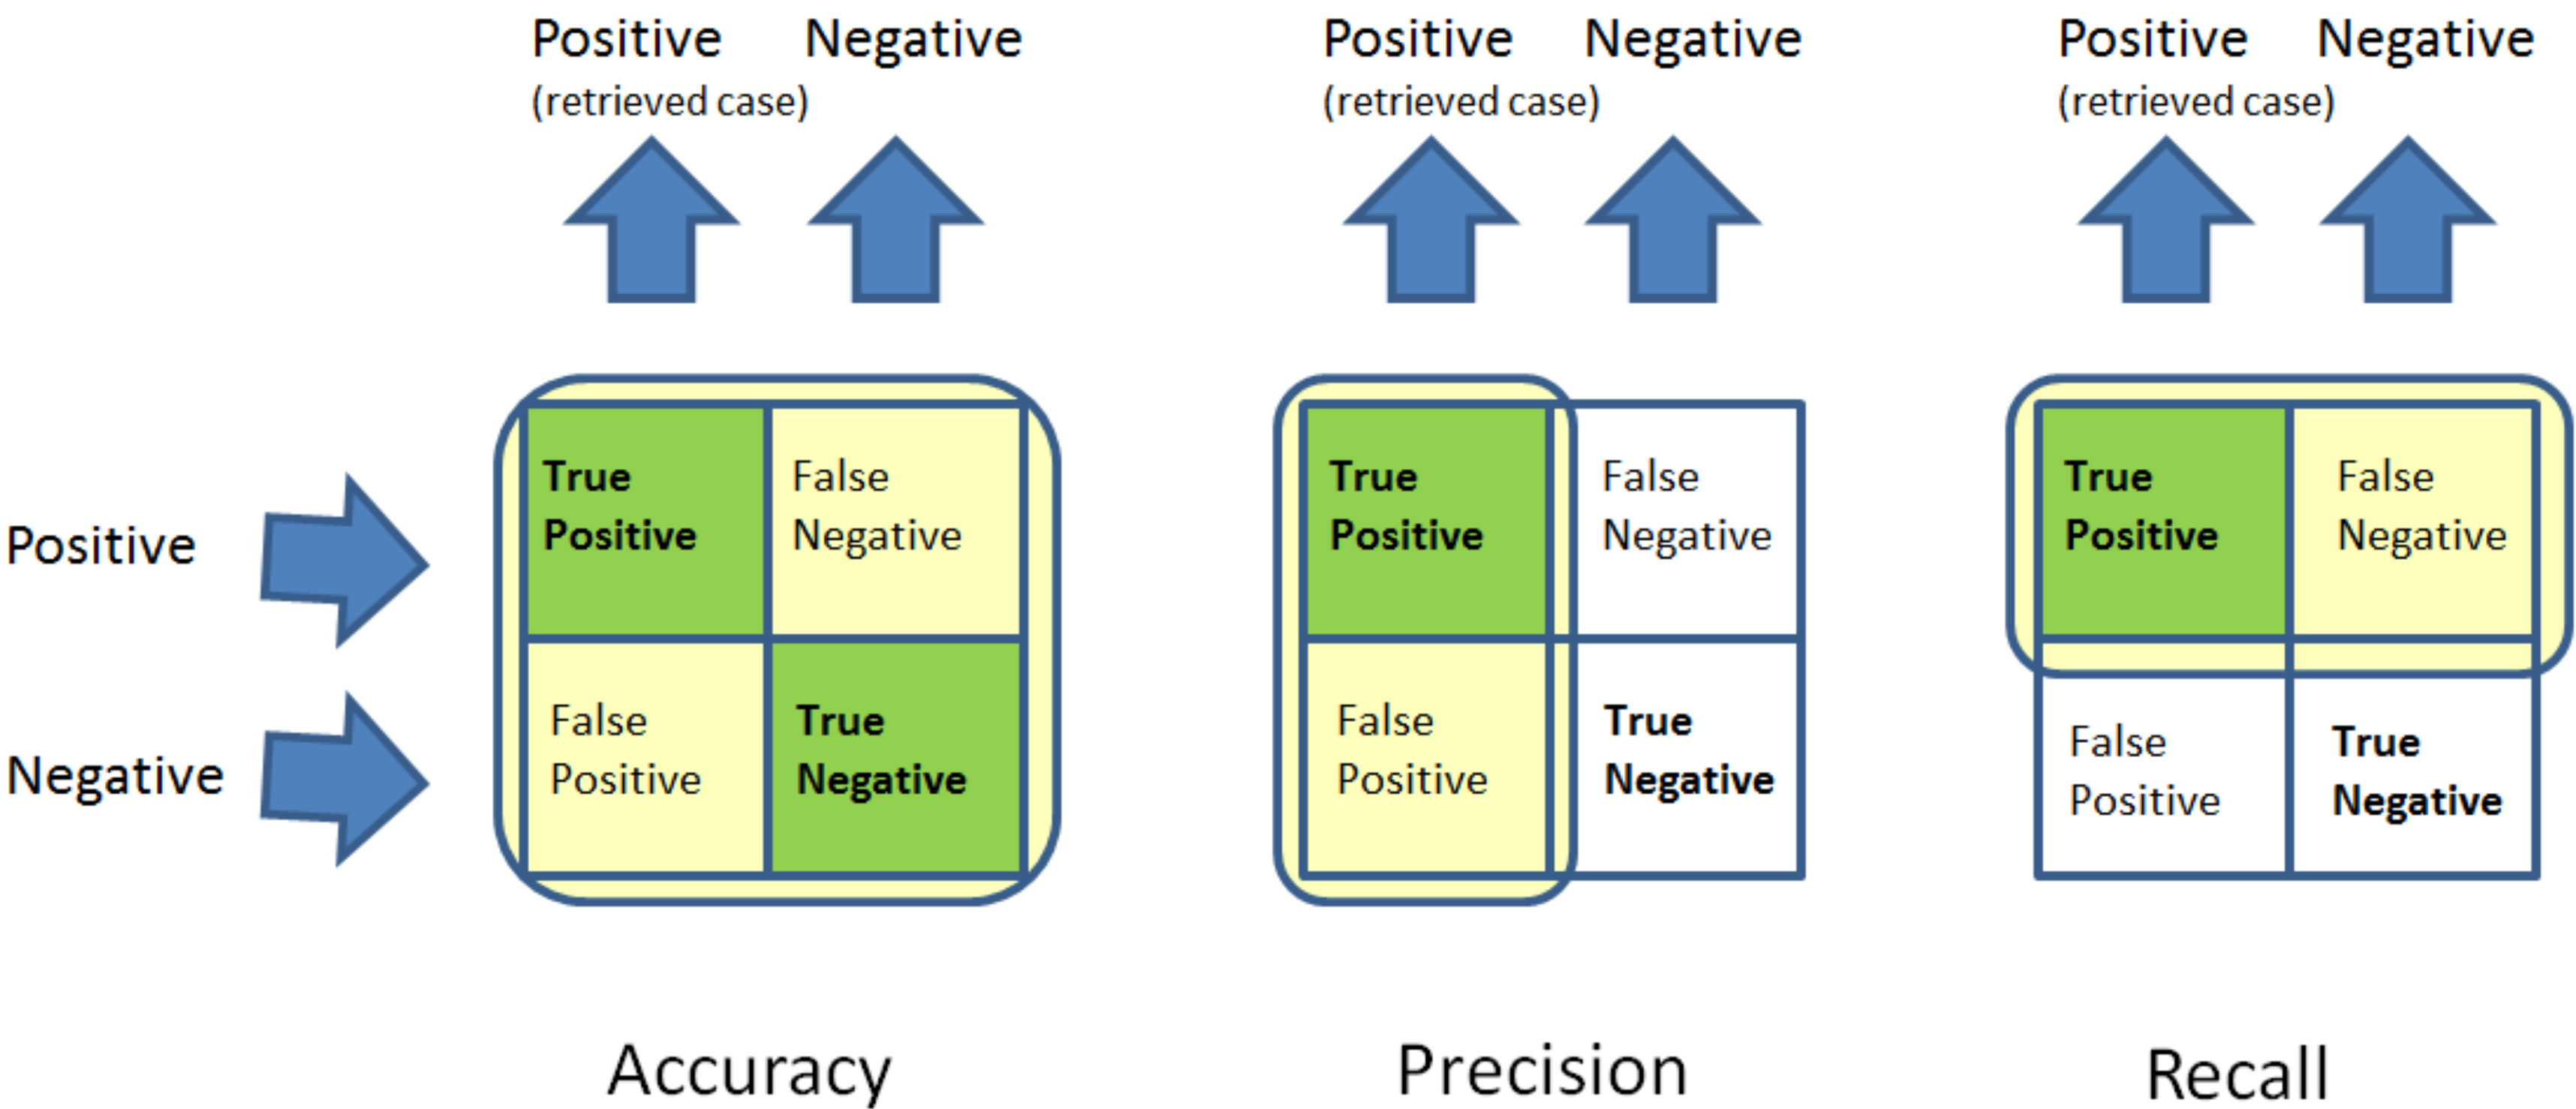 Positive Negative
(retrieved case)
Positive Negative
(retrieved case)
Positive Negative
(retrieved case)
Positive
Negative
True
Positive
False
Negative
False
Positive
True
Negative
True
Positive
False
Negative
False
Positive
True
Negative
True
Positive
False
Negative
False
Positive
True
Negative
Accuracy
Precision
Recall